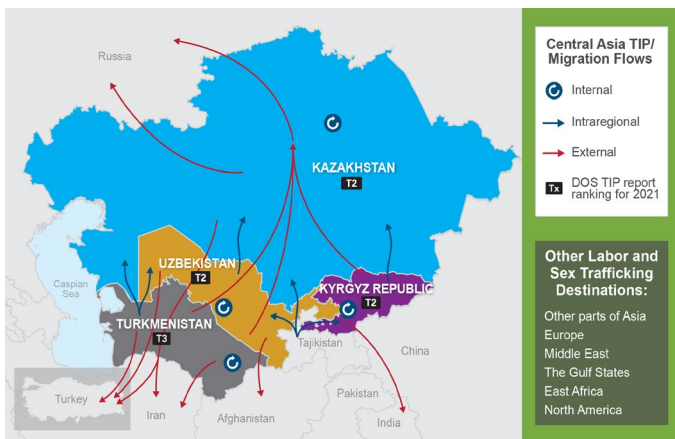 Russia
KAZAKHSTAN
T2
UZBEKISTAN
T2
Caspian
Sea
KYRGYZ REPUBLIC
T2
TURKMENISTAN
T3
Tajikistan
China
Turkey
Iran
Afghanistan
Pakistan
India
Central Asia TIP/
Migration Flows
Internal
Intraregional
External
Tx
DOS TIP report
ranking for 2021
Other Labor and
Sex Trafficking
Destinations:
Other parts of Asia
Europe
Middle East
The Gulf States
East Africa
North America